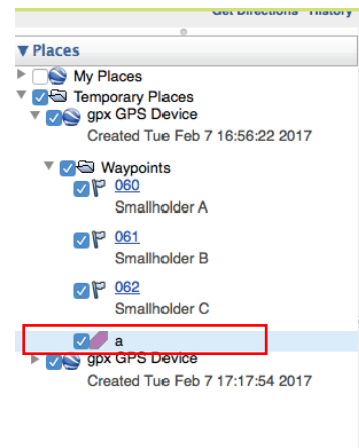 Get Directions History
Places
My Places
Temporary Places
gpx GPS Device
Created Tue Feb 7 16:56:22 2017
Waypoints
060
Smallholder A
061
Smallholder B
062
Smallholder C
a
gpx GPS Device
Created Tue Feb 7 17:17:54 2017